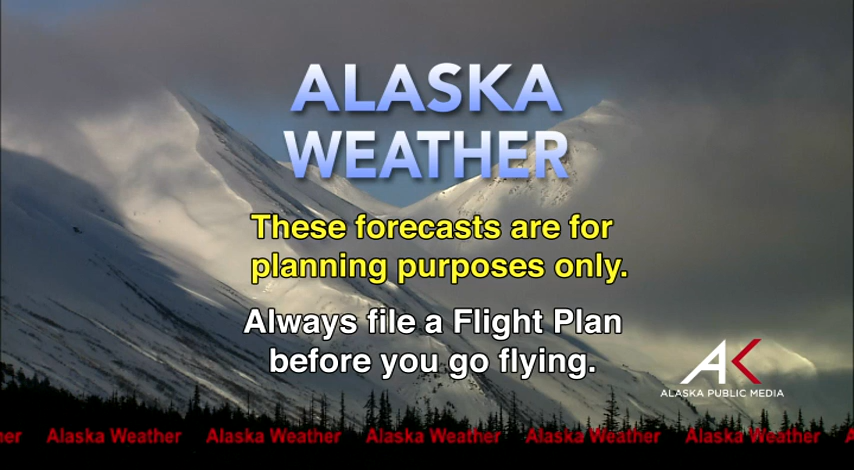 ALASKA
WEATHER
These forecasts are for
planning purposes only.
Always file a Flight Plan
before you go flying.
AK
ALASKA PUBLIC MEDIA
er Alaska Weather Alaska Weather Alaska Weather Alaska Weather Alaska Weather A